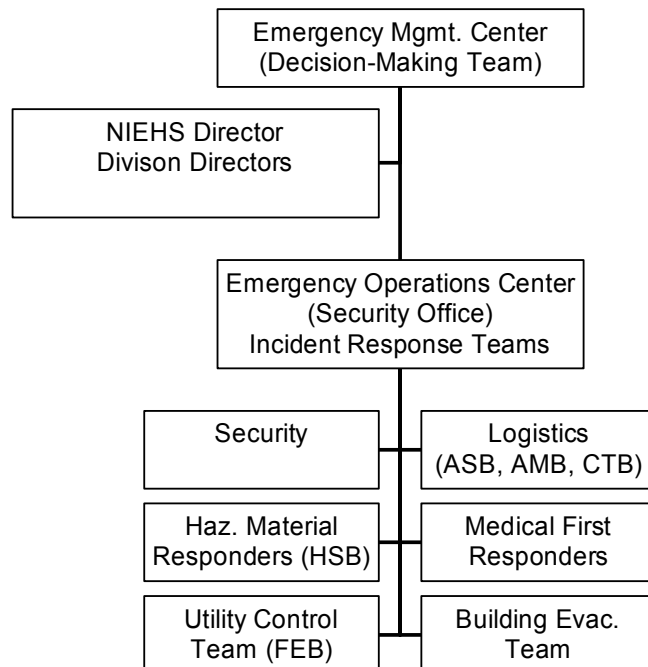 Emergency Mgmt. Center
(Decision-Making Team)
NIEHS Director
Divison Directors
Emergency Operations Center
(Security Office)
Incident Response Teams
Security
Logistics
(ASB, AMB, CTB)
Haz. Material
Responders (HSB)
Medical First
Responders
Utility Control
Team (FEB)
Building Evac.
Team